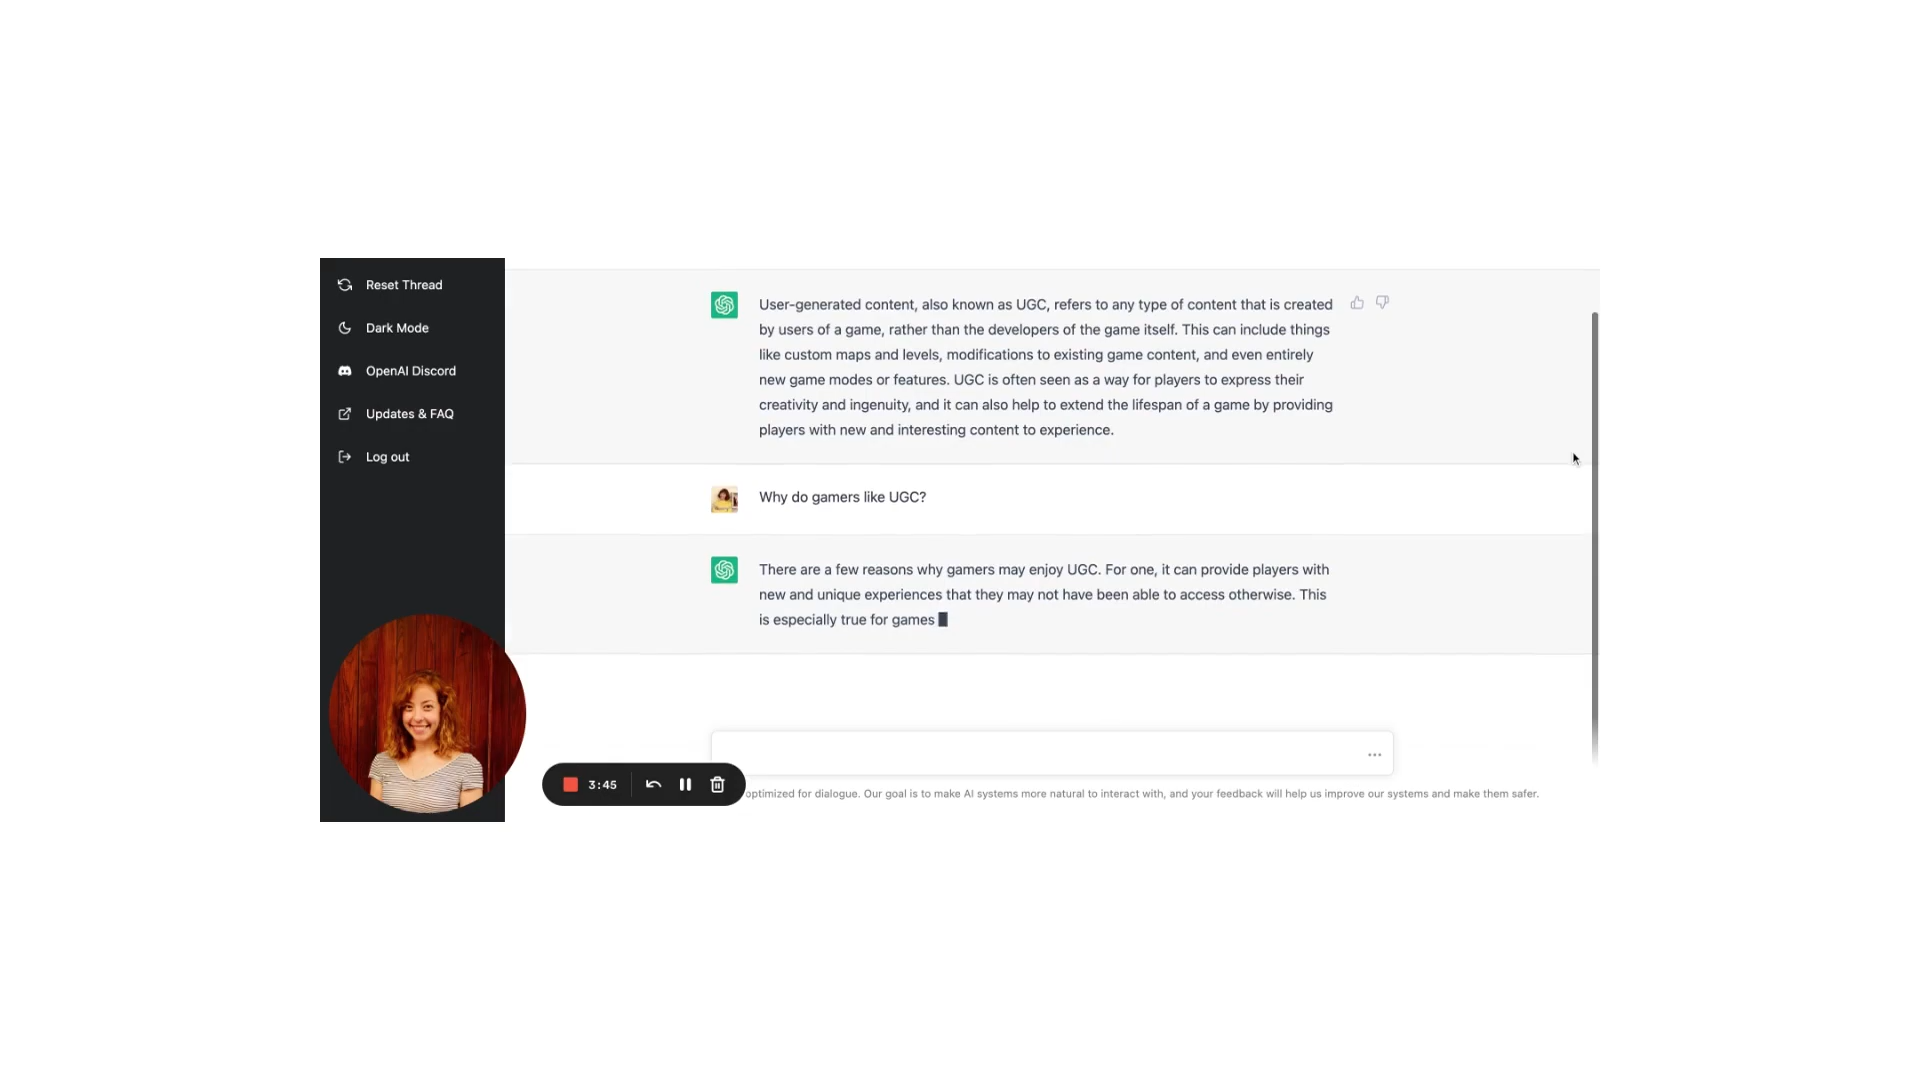 Reset Thread
Dark Mode
OpenAI Discord
Updates & FAQ
Log out
User-generated content, also known as UGC, refers to any type of content that is created
by users of a game, rather than the developers of the game itself. This can include things
like custom maps and levels, modifications to existing game content, and even entirely
new game modes or features. UGC is often seen as a way for players to express their
creativity and ingenuity, and it can also help to extend the lifespan of a game by providing
players with new and interesting content to experience.
Why do gamers like UGC?
There are a few reasons why gamers may enjoy UGC. For one, it can provide players with
new and unique experiences that they may not have been able to access otherwise. This
is especially true for games
3:45
optimized for dialogue. Our goal is to make AI systems more natural to interact with, and your feedback will help us improve our systems and make them safer.